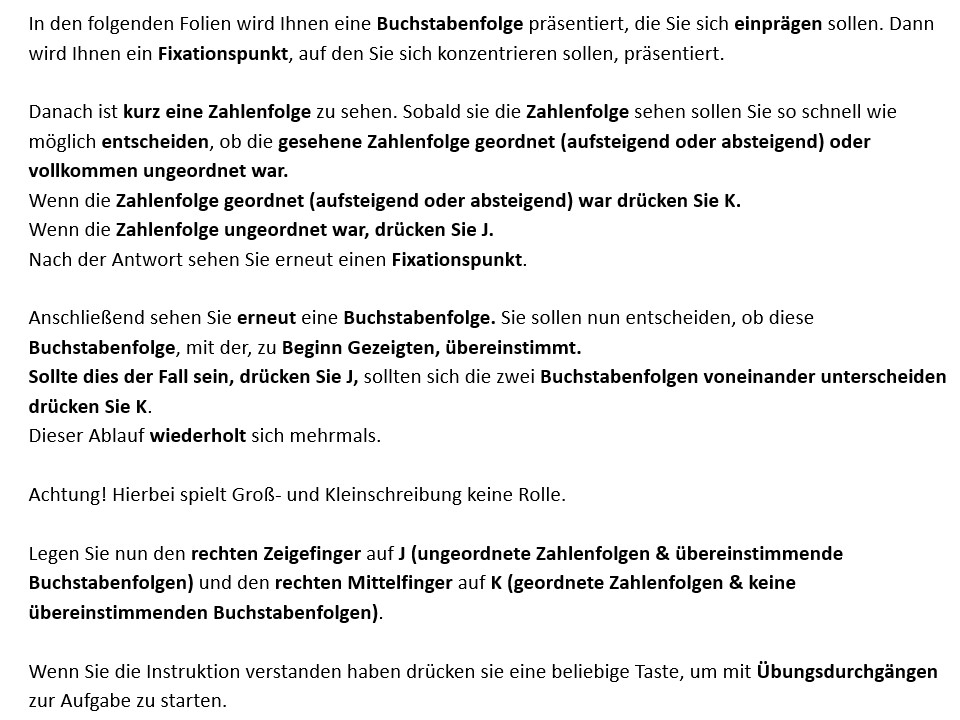 In den folgenden Folien wird Ihnen eine Buchstabenfolge präsentiert, die Sie sich einprägen sollen. Dann
wird Ihnen ein Fixationspunkt, auf den Sie sich konzentrieren sollen, präsentiert.
Danach ist kurz eine Zahlenfolge zu sehen. Sobald sie die Zahlenfolge sehen sollen Sie so schnell wie
möglich entscheiden, ob die gesehene Zahlenfolge geordnet (aufsteigend oder absteigend) oder
vollkommen ungeordnet war.
Wenn die Zahlenfolge geordnet (aufsteigend oder absteigend) war drücken Sie K.
Wenn die Zahlenfolge ungeordnet war, drücken Sie J.
Nach der Antwort sehen Sie erneut einen Fixationspunkt.
Anschließend sehen Sie erneut eine Buchstabenfolge. Sie sollen nun entscheiden, ob diese
Buchstabenfolge, mit der, zu Beginn Gezeigten, übereinstimmt.
Sollte dies der Fall sein, drücken Sie J, sollten sich die zwei Buchstabenfolgen voneinander unterscheiden
drücken Sie K.
Dieser Ablauf wiederholt sich mehrmals.
Achtung! Hierbei spielt Groß- und Kleinschreibung keine Rolle.
Legen Sie nun den rechten Zeigefinger auf J (ungeordnete Zahlenfolgen & übereinstimmende
Buchstabenfolgen) und den rechten Mittelfinger auf K (geordnete Zahlenfolgen & keine
übereinstimmenden Buchstabenfolgen).
Wenn Sie die Instruktion verstanden haben drücken sie eine beliebige Taste, um mit Übungsdurchgängen
zur Aufgabe zu starten.